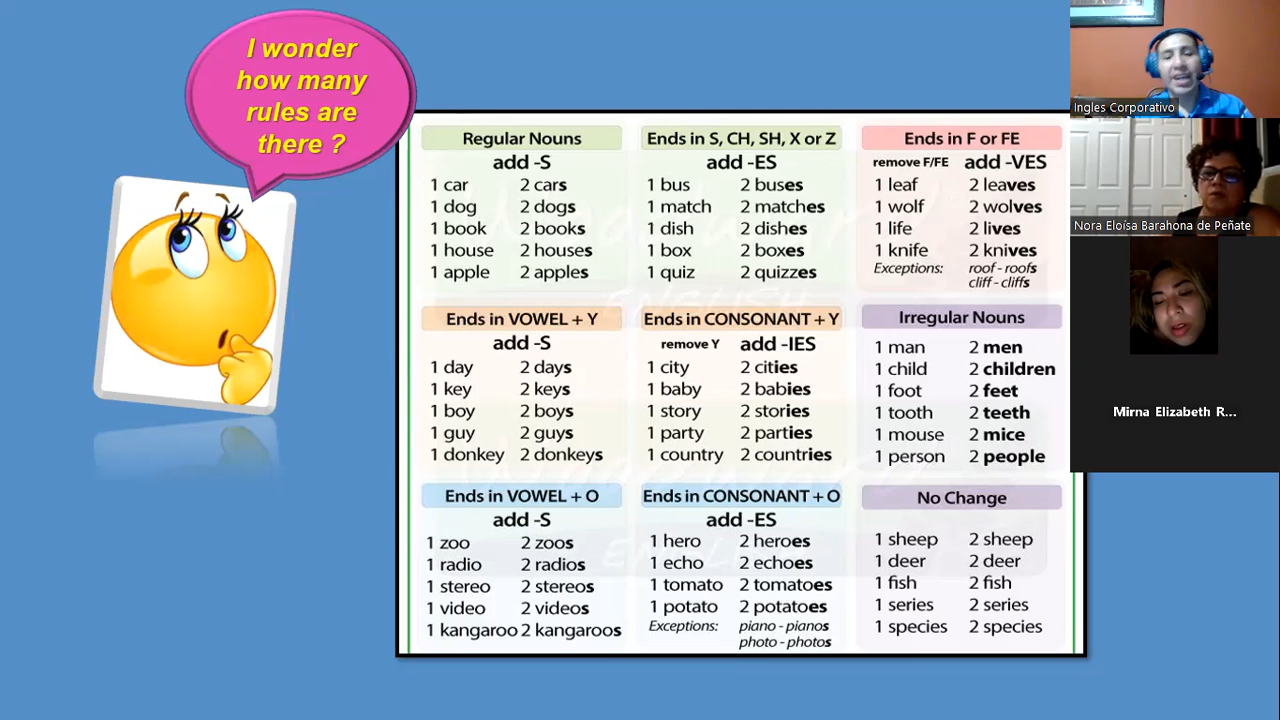 I wonder
how many
rules are
there ?
Regular Nouns
add -S
1 car 2 cars
1 dog 2 dogs
1 book 2 books
1 house 2 houses
1 apple 2 apples
Ends in S, CH, SH, X or Z
add -ES
1 bus 2 buses
1 match 2 matches
1 dish 2 dishes
1 box 2 boxes
1 quiz 2 quizzes
Ends in F or FE
remove F/FE add -VES
1 leaf 2 leaves
1 wolf 2 wolves
1 life 2 lives
1 knife 2 knives
Exceptions: roof - roofs
cliff - cliffs
Ends in VOWEL + Y
add -S
1 day 2 days
1 key 2 keys
1 boy 2 boys
1 guy 2 guys
1 donkey 2 donkeys
Ends in CONSONANT + Y
remove Y add -IES
1 city 2 cities
1 baby 2 babies
1 story 2 stories
1 party 2 parties
1 country 2 countries
Irregular Nouns
1 man 2 men
1 child 2 children
1 foot 2 feet
1 tooth 2 teeth
1 mouse 2 mice
1 person 2 people
Ends in VOWEL + O
add -S
1 zoo 2 zoos
1 radio 2 radios
1 stereo 2 stereos
1 video 2 videos
1 kangaroo 2 kangaroos
Ends in CONSONANT + O
add -ES
1 hero 2 heroes
1 echo 2 echoes
1 tomato 2 tomatoes
1 potato 2 potatoes
Exceptions: piano - pianos
photo - photos
No Change
1 sheep 2 sheep
1 deer 2 deer
1 fish 2 fish
1 series 2 series
1 species 2 species
Ingles Corporativo
Nora Eloísa Barahona de Peñate
Mirna Elizabeth R...